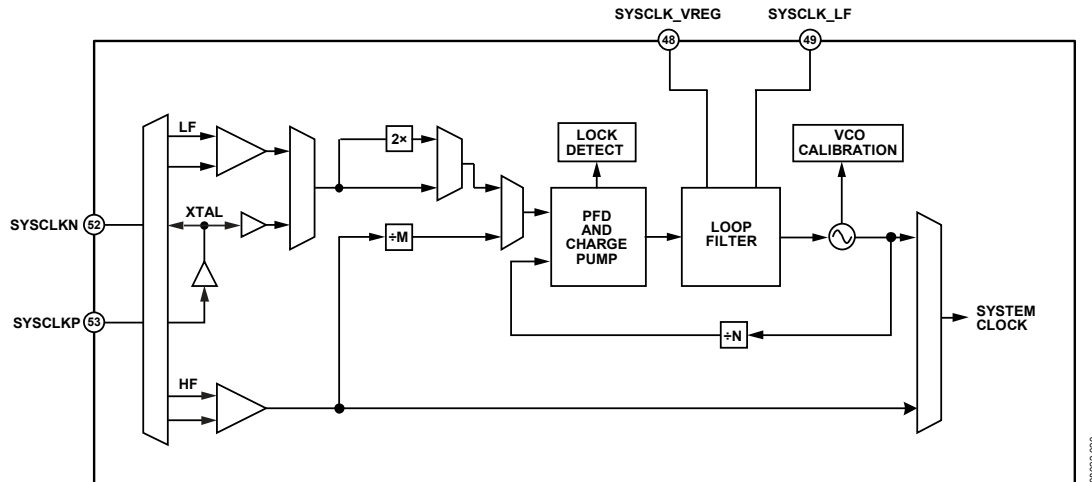 SYSCLK_VREG
SYSCLK_LF
48
49
LF
2×
LOCK
DETECT
VCO
CALIBRATION
SYSCLKN
52
XTAL
÷M
PFD
AND
CHARGE
PUMP
LOOP
FILTER
SYSCLKP
53
÷N
SYSTEM
CLOCK
HF